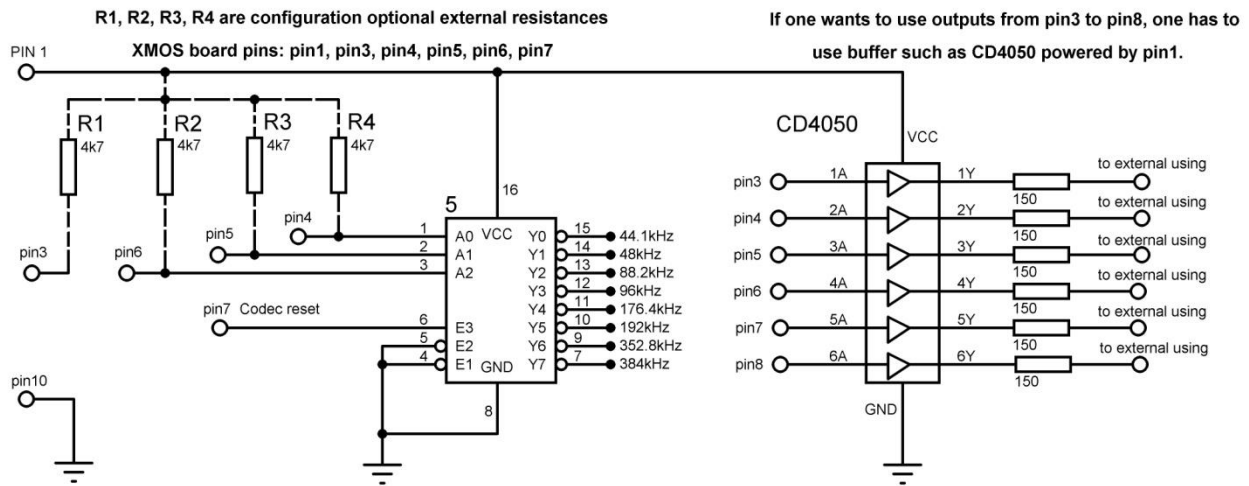 R1, R2, R3, R4 are configuration optional external resistances
XMOS board pins: pin1, pin3, pin4, pin5, pin6, pin7
If one wants to use outputs from pin3 to pin8, one has to
use buffer such as CD4050 powered by pin1.
PIN 1
R1
4k7
R2
4k7
R3
4k7
R4
4k7
pin3
pin6
pin5
pin4
pin7 Codec reset
pin10
5
16
1 A0 VCC Y0 15 44.1kHz
2 A1 Y1 14 48kHz
3 A2 Y2 13 88.2kHz
Y3 12 96kHz
Y4 11 176.4kHz
6 E3 Y5 10 192kHz
5 E2 Y6 9 352.8kHz
4 E1 GND Y7 7 384kHz
8
CD4050
VCC
pin3 1A 1Y 150 to external using
pin4 2A 2Y 150 to external using
pin5 3A 3Y 150 to external using
pin6 4A 4Y 150 to external using
pin7 5A 5Y 150 to external using
pin8 6A 6Y 150 to external using
GND